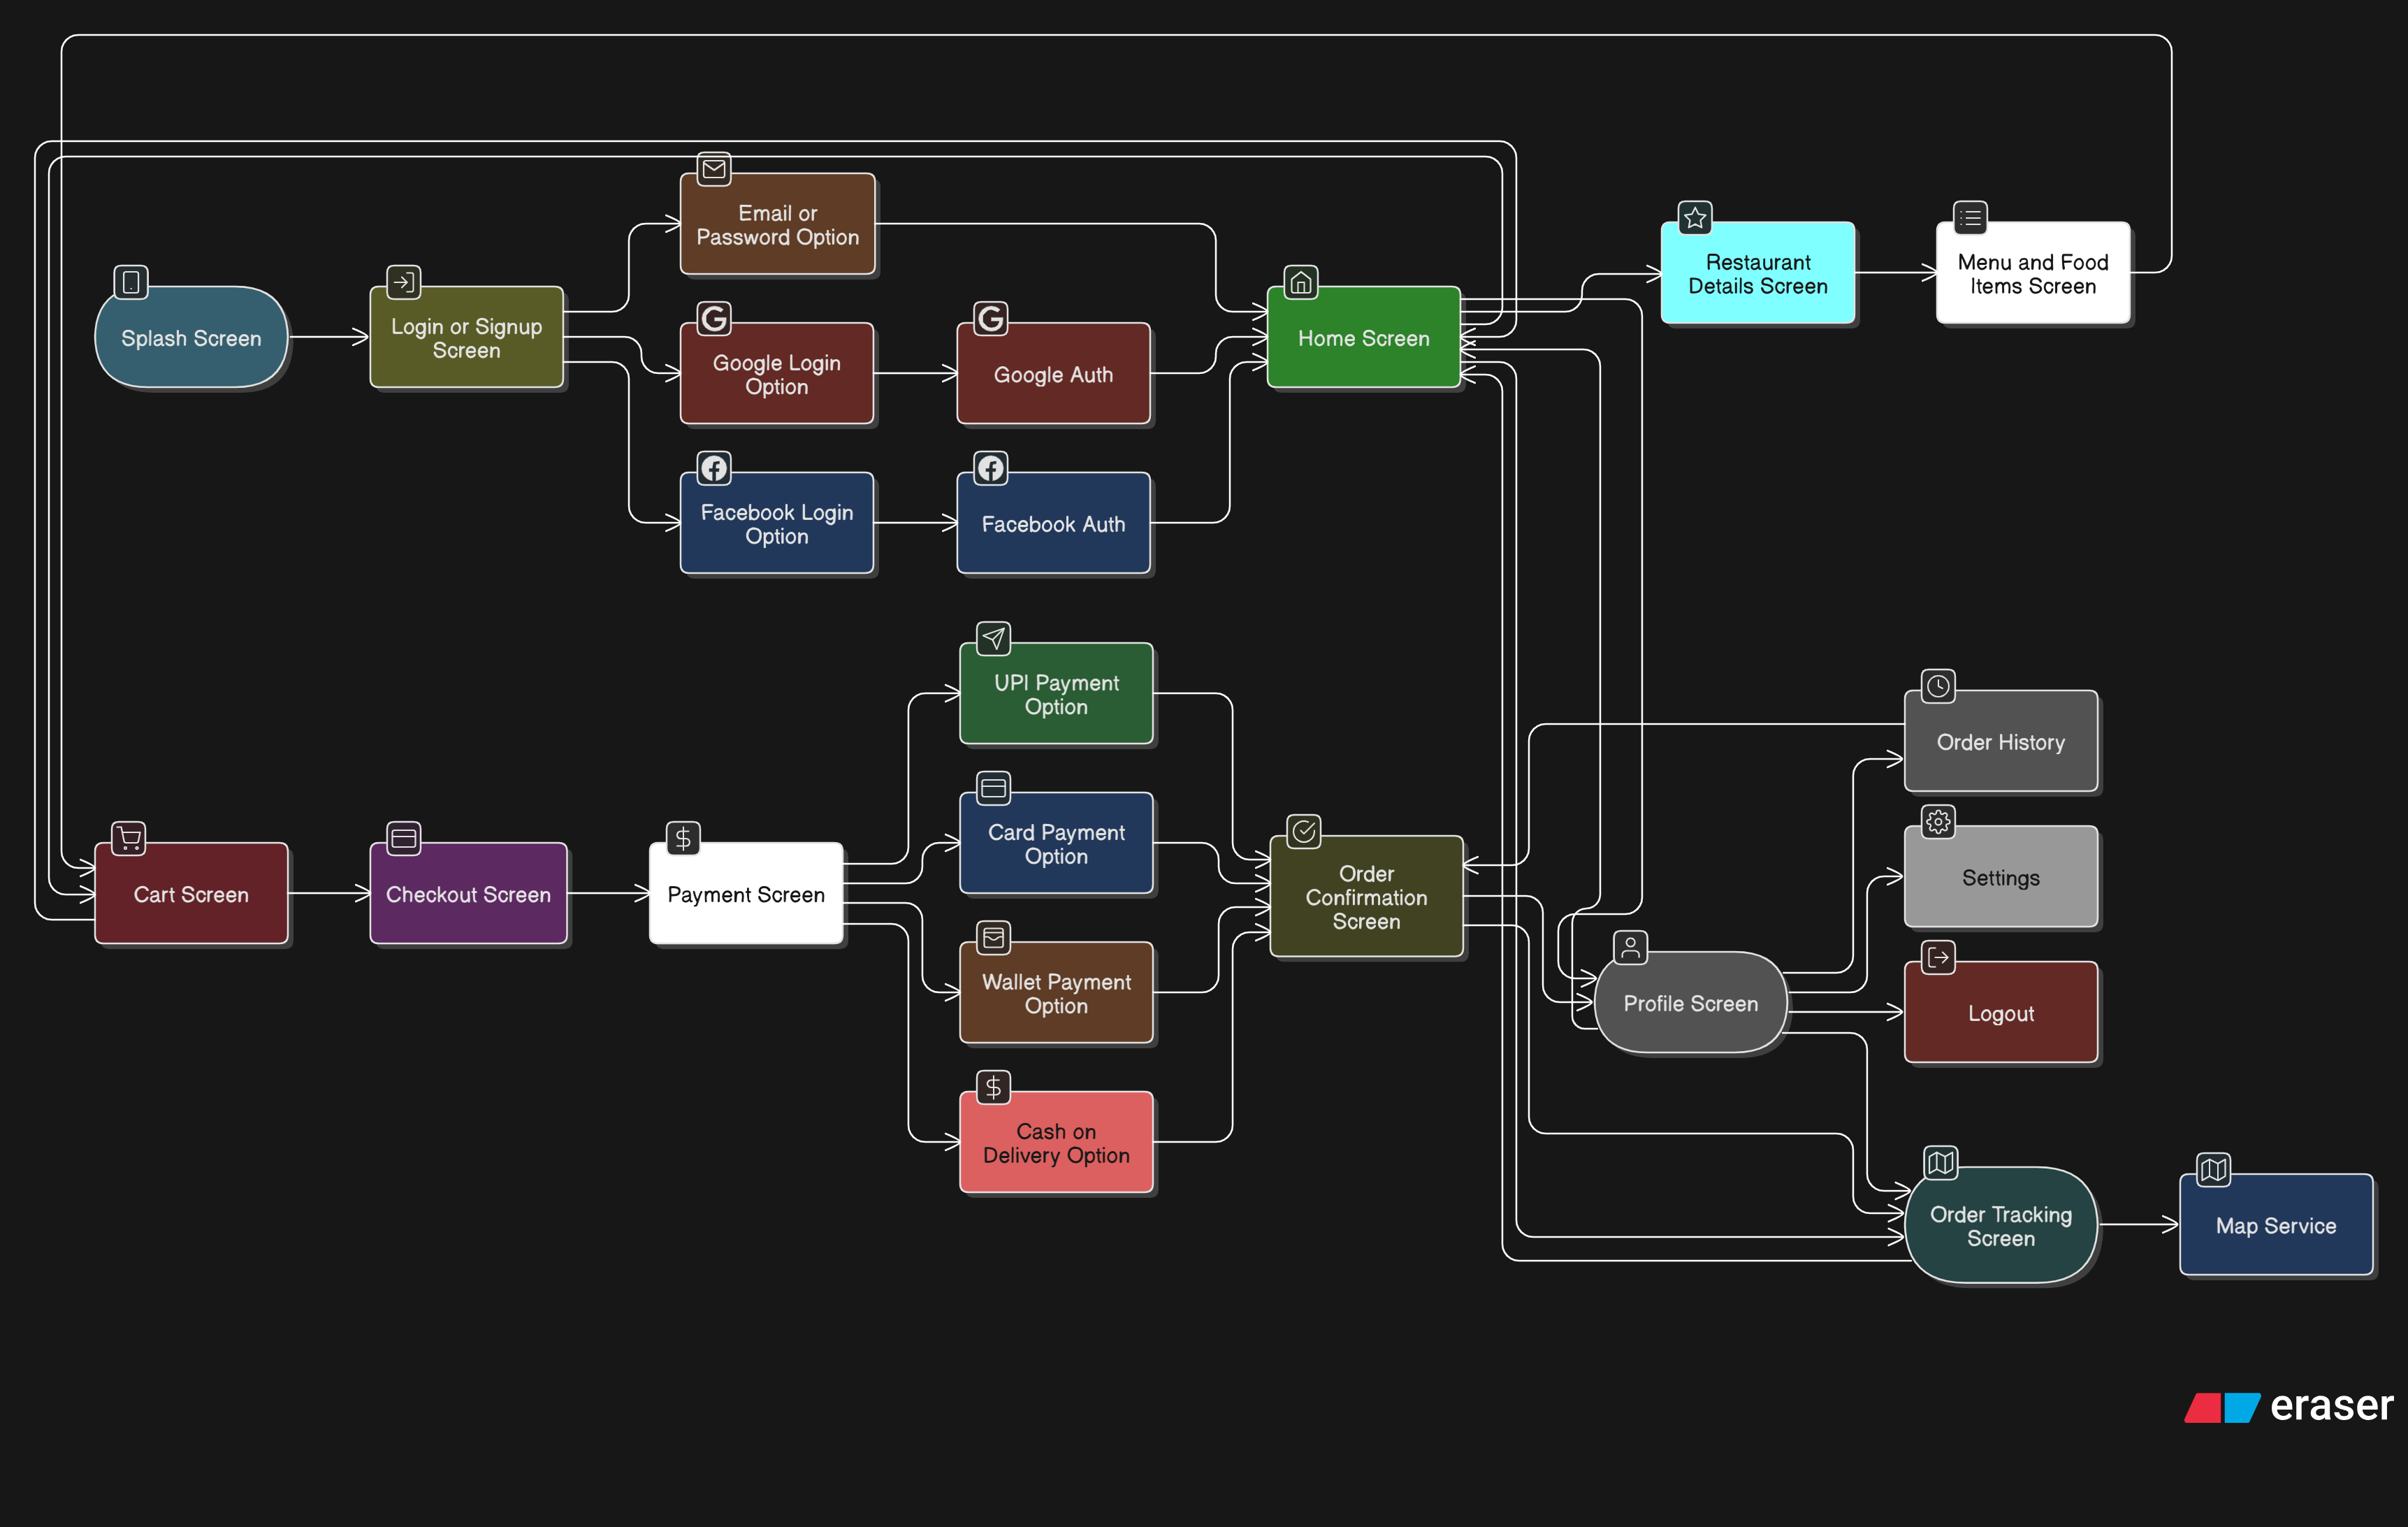 Email or
Password Option
Restaurant
Details Screen
Menu and Food
Items Screen
Splash Screen
Login or Signup
Screen
Google Login
Option
Google Auth
Home Screen
Facebook Login
Option
Facebook Auth
UPI Payment
Option
Order History
Card Payment
Option
Settings
Cart Screen
Checkout Screen
Payment Screen
Order
Confirmation
Screen
Wallet Payment
Option
Profile Screen
Logout
Cash on
Delivery Option
Order Tracking
Screen
Map Service
eraser